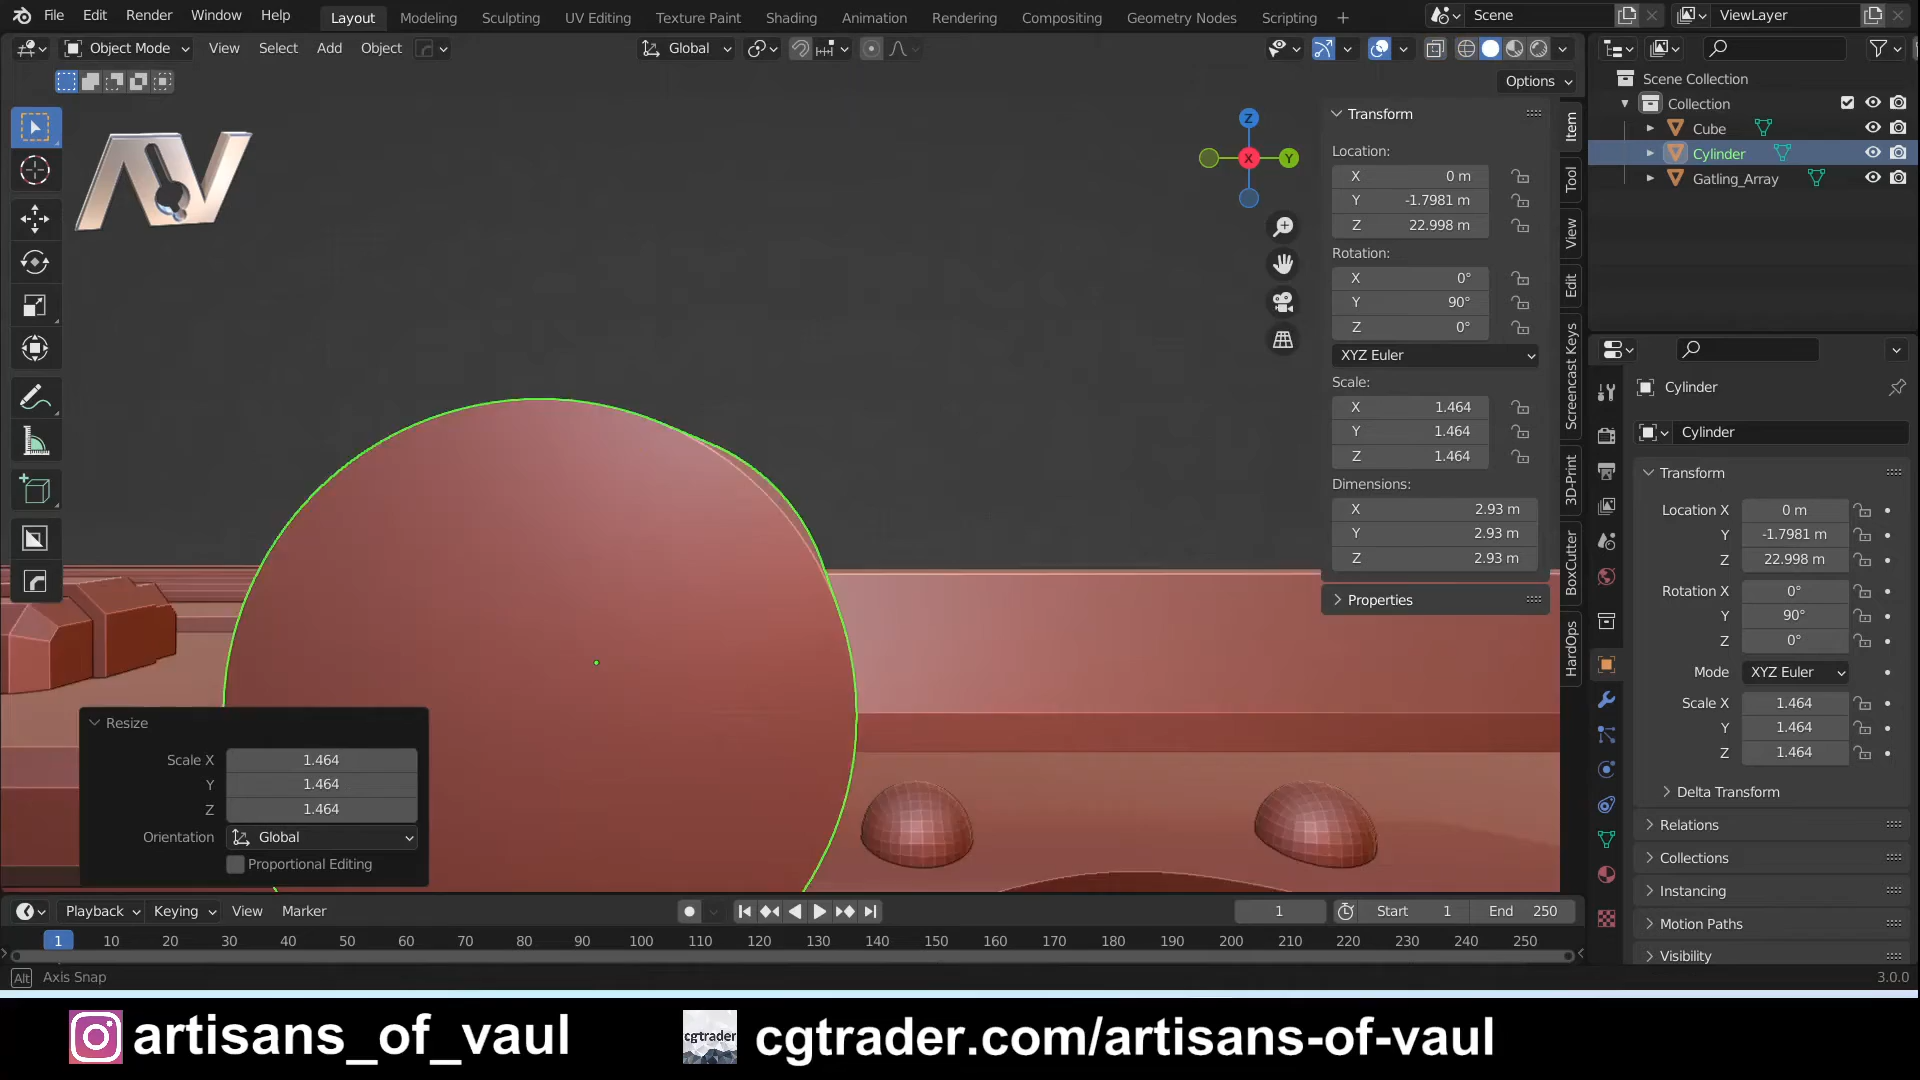 File Edit Render Window Help Layout Modeling Sculpting UV Editing Texture Paint Shading Animation Rendering Compositing Geometry Nodes Scripting Scene ViewLayer
Object Mode View Select Add Object Global
Options
Scene Collection
Collection
Cube
Cylinder
Gatling_Array
Z
X
Y
Transform
Location:
X 0 m
Y -1.7981 m
Z 22.998 m
Rotation:
X 0°
Y 90°
Z 0°
XYZ Euler
Scale:
X 1.464
Y 1.464
Z 1.464
Dimensions:
X 2.93 m
Y 2.93 m
Z 2.93 m
Properties
Item
Tool
View
Edit
Screencast Keys
3D-Print
BoxCutter
HardOps
Cylinder
Cylinder
Transform
Location X 0 m
Y -1.7981 m
Z 22.998 m
Rotation X 0°
Y 90°
Z 0°
Mode XYZ Euler
Scale X 1.464
Y 1.464
Z 1.464
Delta Transform
Relations
Collections
Instancing
Motion Paths
Visibility
Resize
Scale X 1.464
Y 1.464
Z 1.464
Orientation Global
Proportional Editing
Playback Keying View Marker 1 Start 1 End 250
1 10 20 30 40 50 60 70 80 90 100 110 120 130 140 150 160 170 180 190 200 210 220 230 240 250
Alt Axis Snap 3.0.0
artisans_of_vaul cgtrader cgtrader.com/artisans-of-vaul